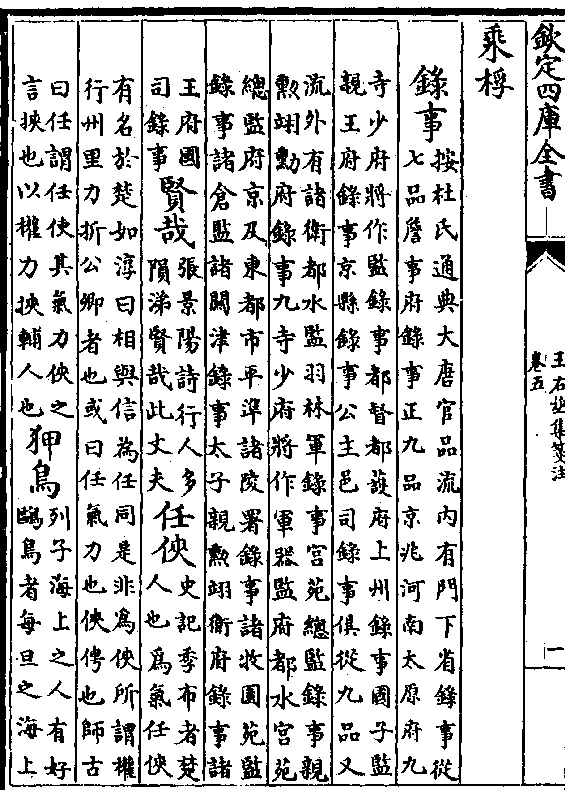 欽定四庫全書
王右丞集箋注
卷五
一
乘桴
錄事
按杜氏通典大唐官品流內有門下省錄事從
七品詹事府錄事正九品京兆河南太原府九
寺少府將作監錄事都督都護府上州錄事國子監
親王府錄事京縣錄事公主邑司錄事俱從九品又
流外有諸衛都水監羽林軍錄事宮苑總監錄事親
勲翊勳府錄事九寺少府將作軍器監府都水宮苑
總監府京及東都市平準諸陵署錄事諸牧園苑監
錄事諸倉監諸關津錄事太子親勲翊衛府錄事諸
王府國
司錄事
賢哉
張景陽詩行人多
隕涕賢哉此丈夫
任俠
史記季布者楚
人也為氣任俠
有名於楚如淳曰相與信為任同是非為俠所謂權
行州里力折公卿者也或曰任氣力也俠俜也師古
曰任謂任使其氣力俠之
言挾也以權力挾輔人也
狎鳥
列子海上之人有好
鷗鳥者每旦之海上